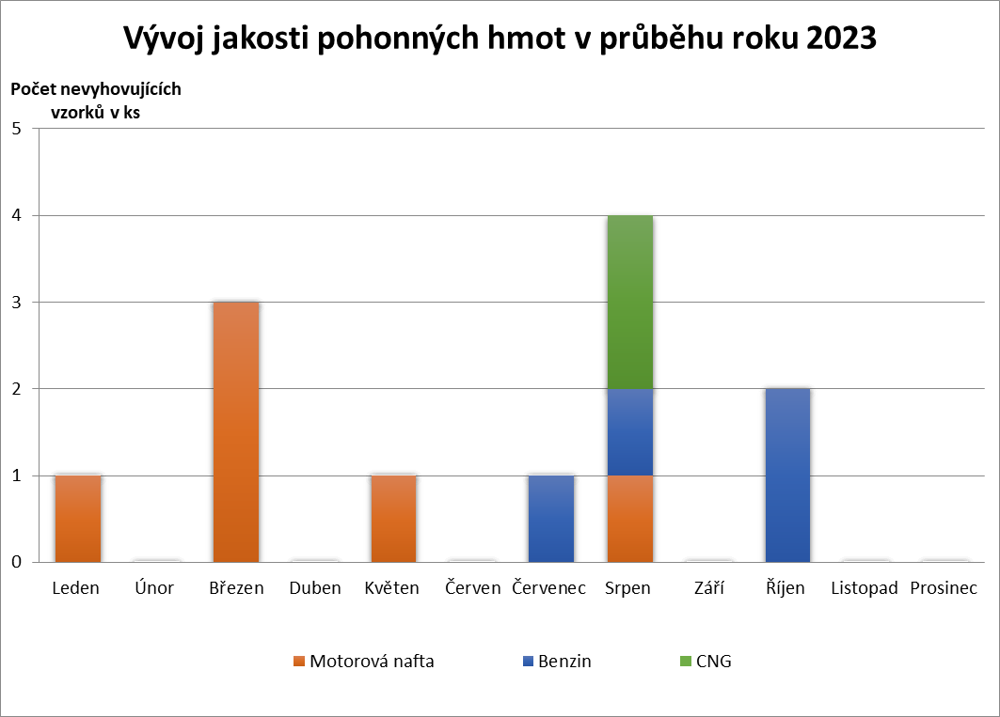 Vývoj jakosti pohonných hmot v průběhu roku 2023
Počet nevyhovujících
vzorků v ks
5
4
3
2
1
0
Leden Únor Březen Duben Květen Červen Červenec Srpen Září Říjen Listopad Prosinec
Motorová nafta Benzin CNG